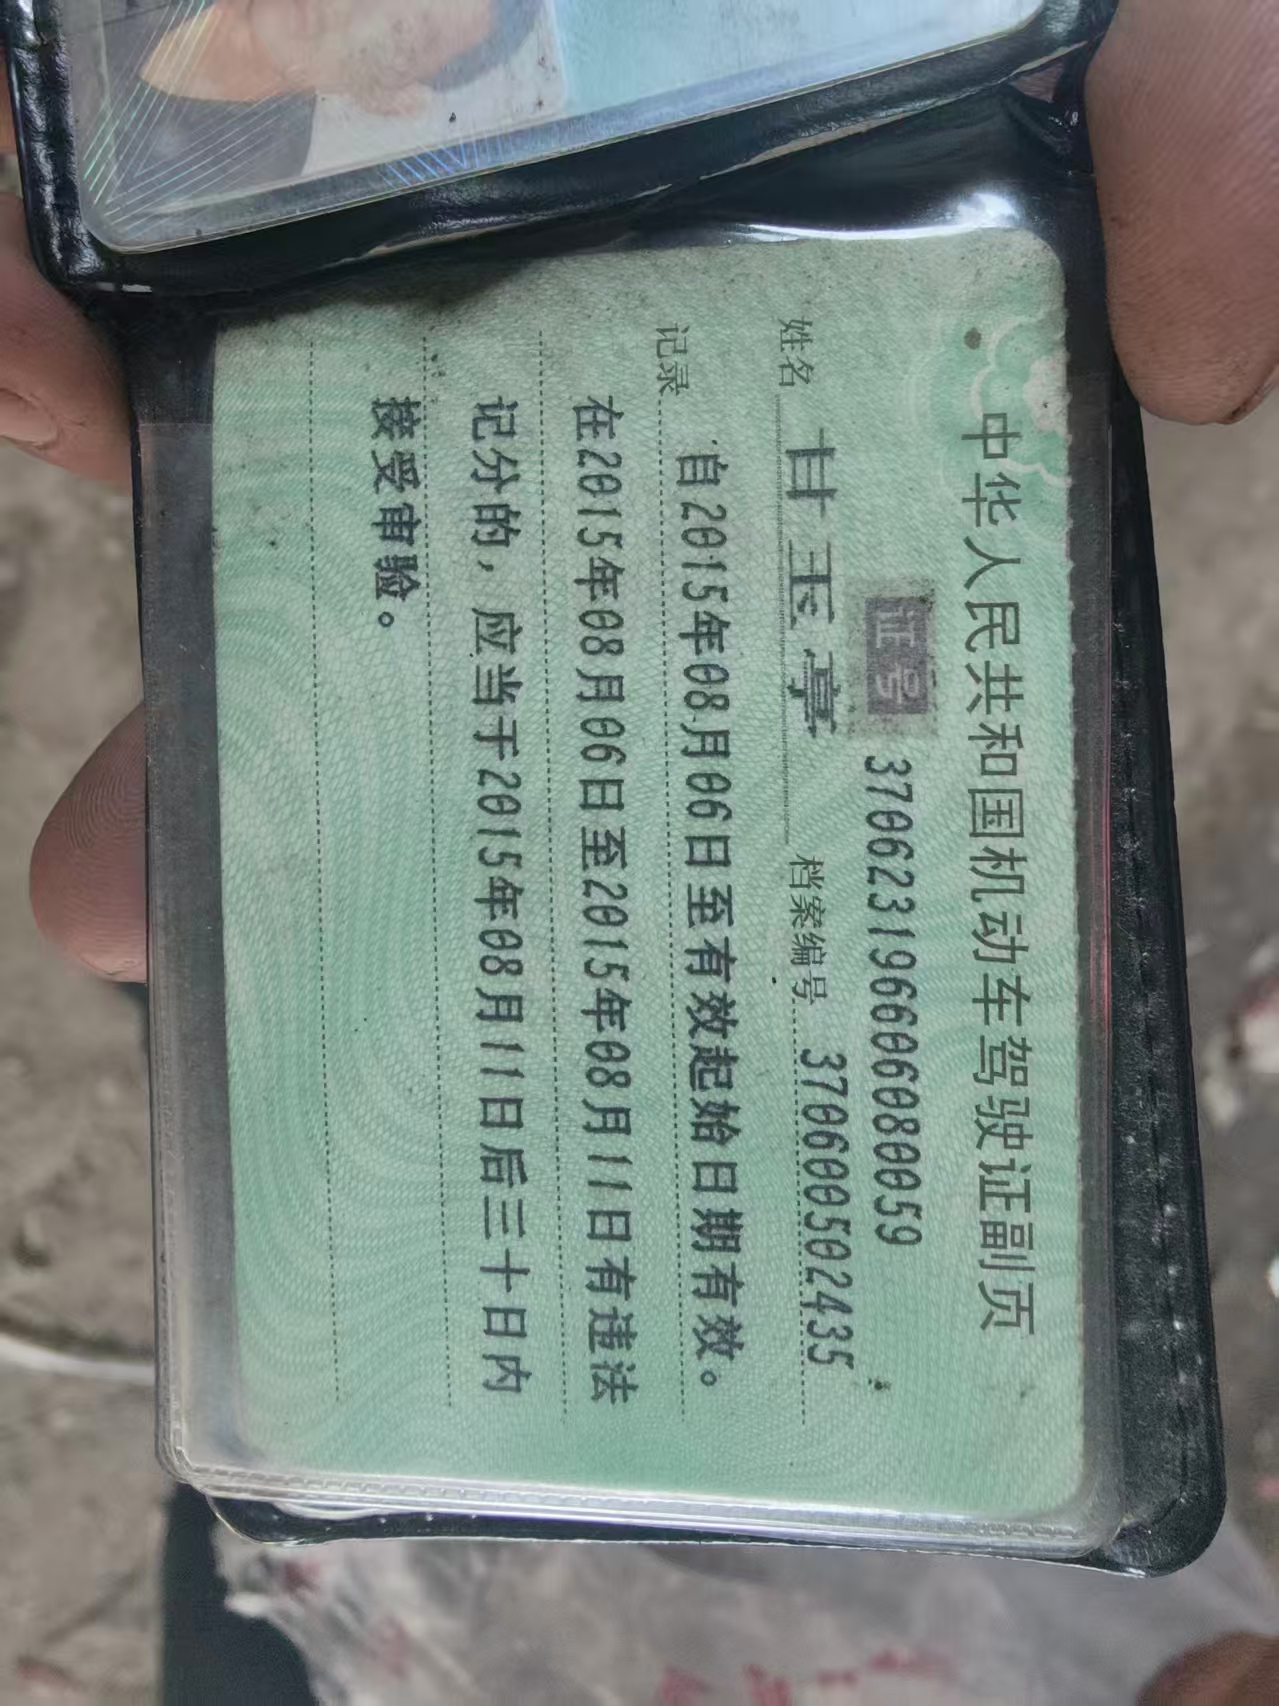 中华人民共和国机动车驾驶证副页
证号 370623196606080059
姓名 甘玉亭 档案编号 370600502435
记录 自2015年08月06日至有效起始日期有效。
在2015年08月06日至2015年08月11日有违法
记分的，应当于2015年08月11日后三十日内
接受审验。